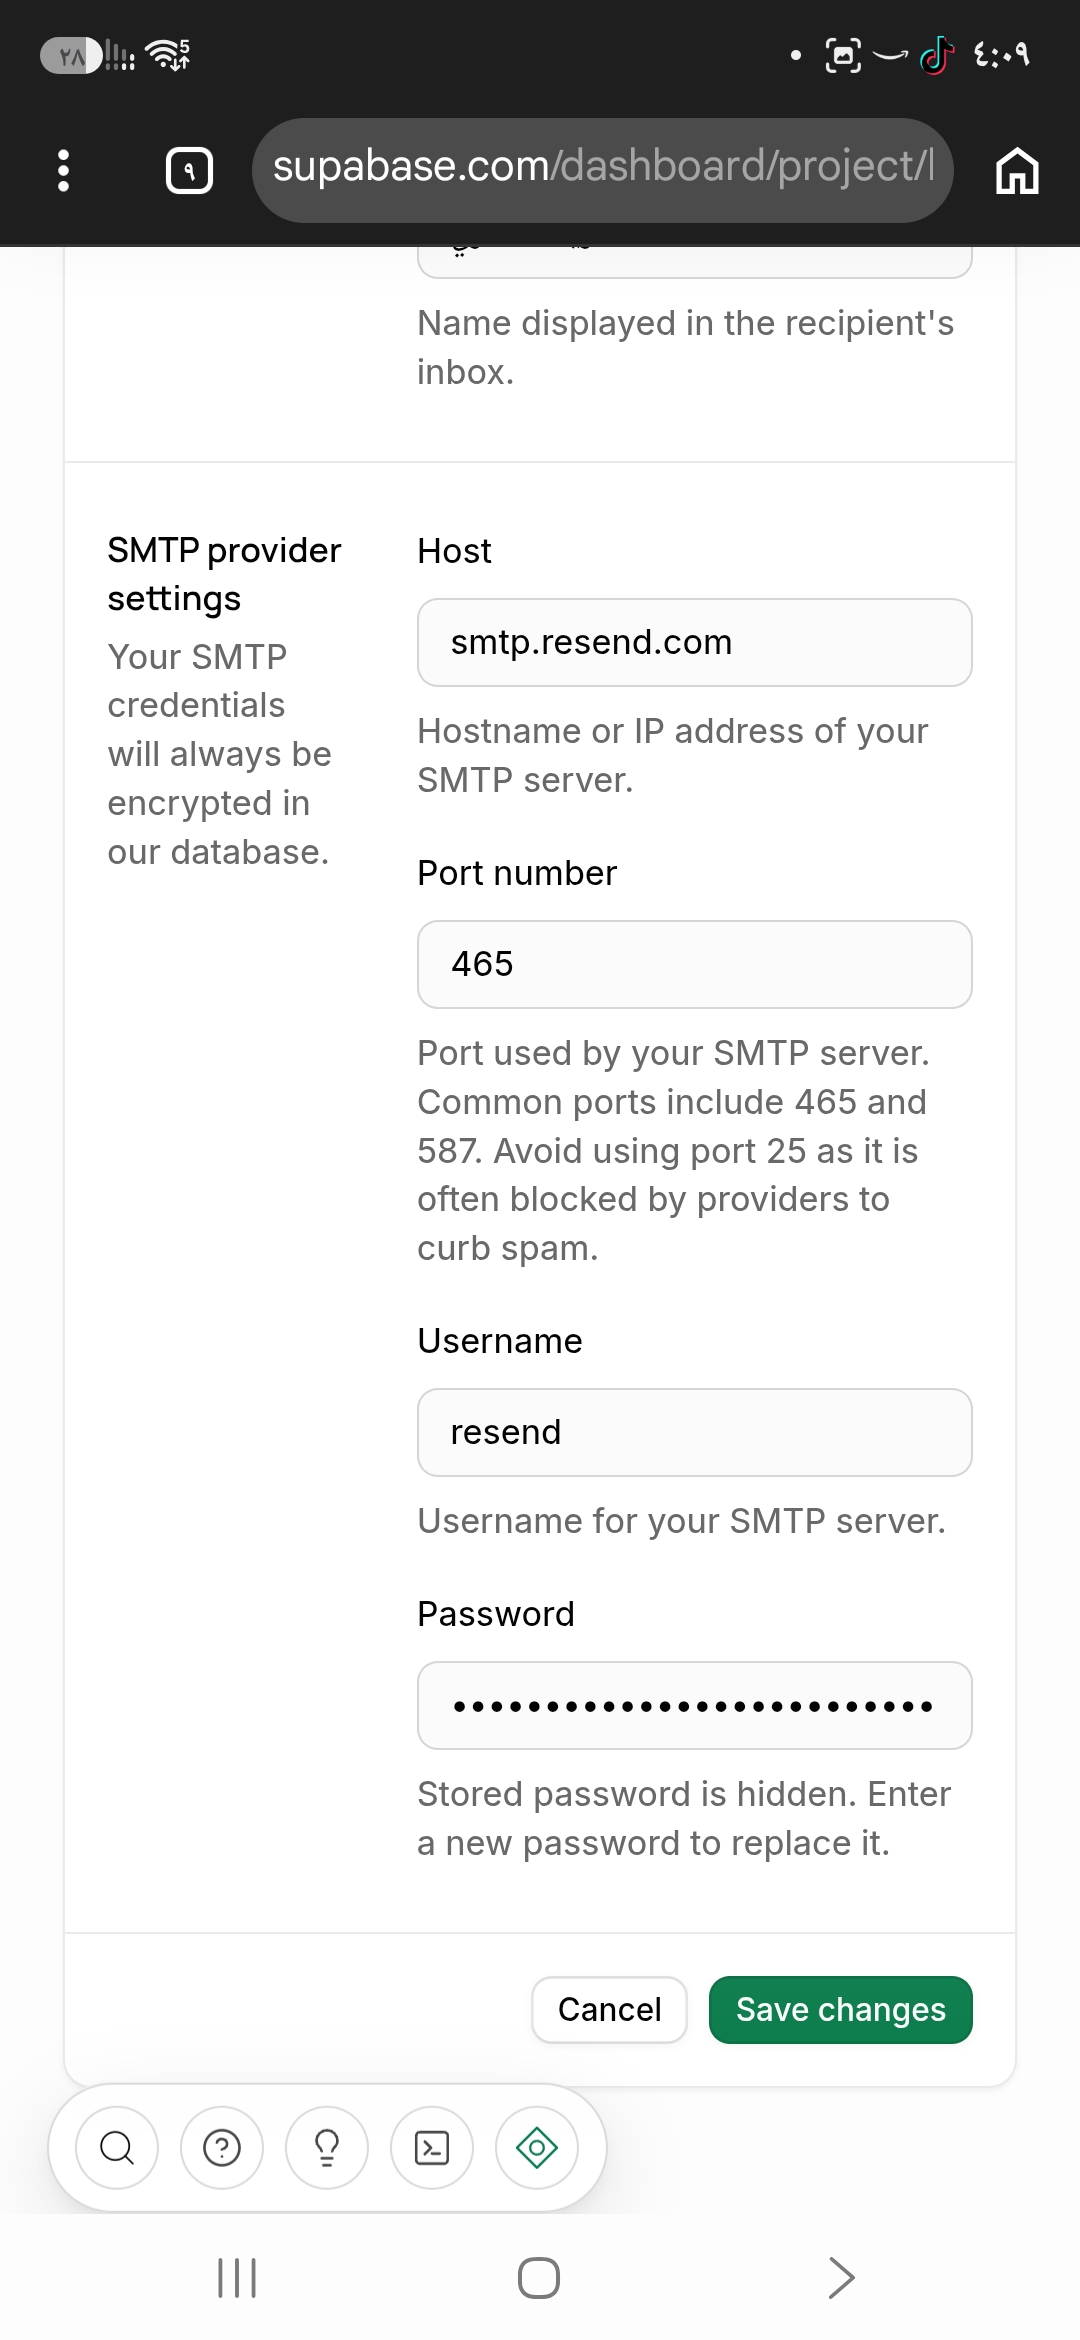 ٢٨
5
٤:٠٩
٩
supabase.com/dashboard/project/l
Name displayed in the recipient's
inbox.
SMTP provider
settings
Your SMTP
credentials
will always be
encrypted in
our database.
Host
smtp.resend.com
Hostname or IP address of your
SMTP server.
Port number
465
Port used by your SMTP server.
Common ports include 465 and
587. Avoid using port 25 as it is
often blocked by providers to
curb spam.
Username
resend
Username for your SMTP server.
Password
••••••••••••••••••••••••••
Stored password is hidden. Enter
a new password to replace it.
Cancel
Save changes